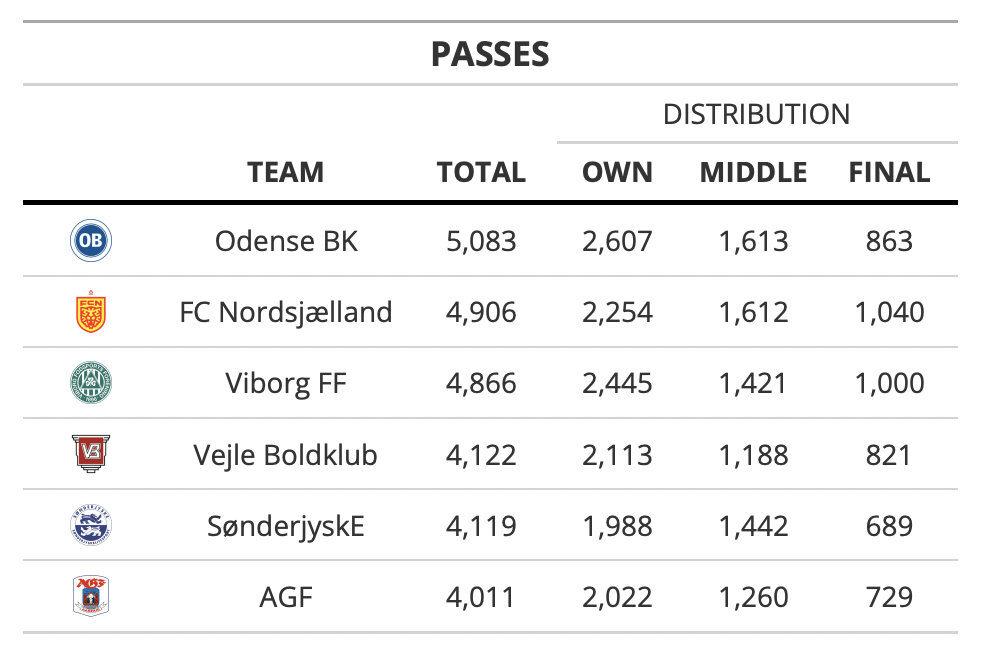 PASSES
DISTRIBUTION
TEAM TOTAL OWN MIDDLE FINAL
OB Odense BK 5,083 2,607 1,613 863
FCN FC Nordsjælland 4,906 2,254 1,612 1,040
Viborg FF 4,866 2,445 1,421 1,000
VB Vejle Boldklub 4,122 2,113 1,188 821
SønderjyskE 4,119 1,988 1,442 689
AGF AGF 4,011 2,022 1,260 729